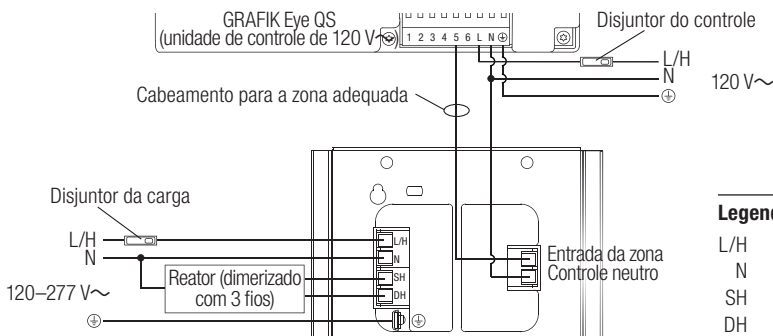 GRAFIK Eye QS
(unidade de controle de 120 V~)
1 2 3 4 5 6 L N
Disjuntor do controle
L/H
N
120 V~
Cabeamento para a zona adequada
Disjuntor da carga
L/H
N
120–277 V~
Reator (dimerizado
com 3 fios)
L/H
N
SH
DH
Entrada da zona
Controle neutro
Legend
L/H
N
SH
DH